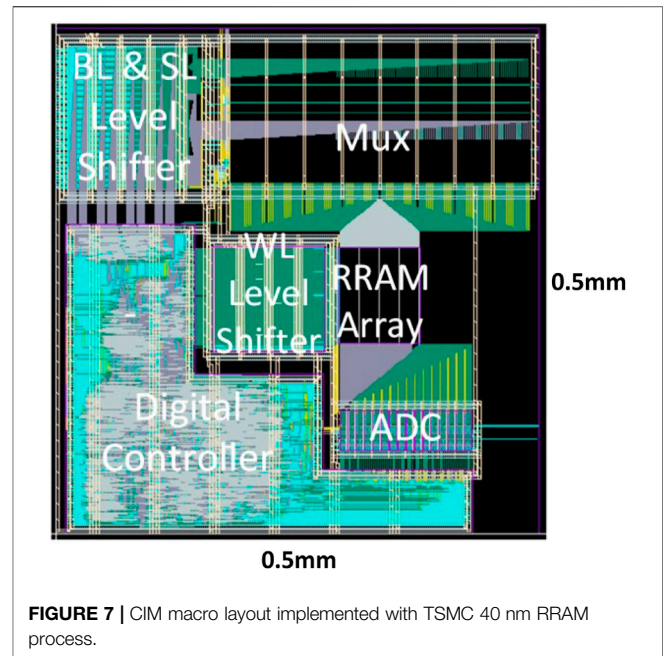 BL & SL
Level
Shifter
Mux
WL
Level
Shifter
RRAM
Array
0.5mm
Digital
Controller
ADC
0.5mm
FIGURE 7 | CIM macro layout implemented with TSMC 40 nm RRAM
process.